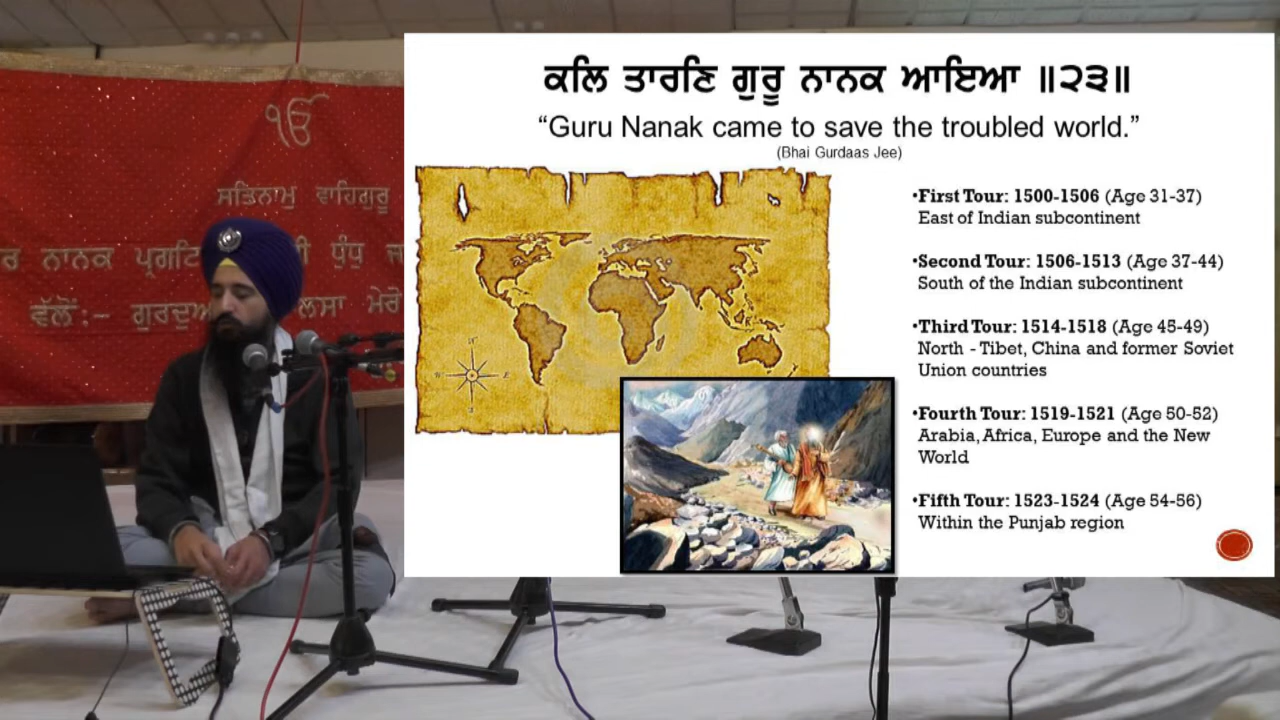 ੴ
ਸਤਿਨਾਮੁ ਵਾਹਿਗੁਰੂ
ਨਾਨਕ ਧੁੰਧੁ
ਵੱਲੋਂ:-
ਕਲਿ ਤਾਰਣਿ ਗੁਰੂ ਨਾਨਕ ਆਇਆ ॥੨੩॥
“Guru Nanak came to save the troubled world.”
(Bhai Gurdaas Jee)
•First Tour: 1500-1506 (Age 31-37)
East of Indian subcontinent
•Second Tour: 1506-1513 (Age 37-44)
South of the Indian subcontinent
•Third Tour: 1514-1518 (Age 45-49)
North - Tibet, China and former Soviet
Union countries
•Fourth Tour: 1519-1521 (Age 50-52)
Arabia, Africa, Europe and the New
World
•Fifth Tour: 1523-1524 (Age 54-56)
Within the Punjab region